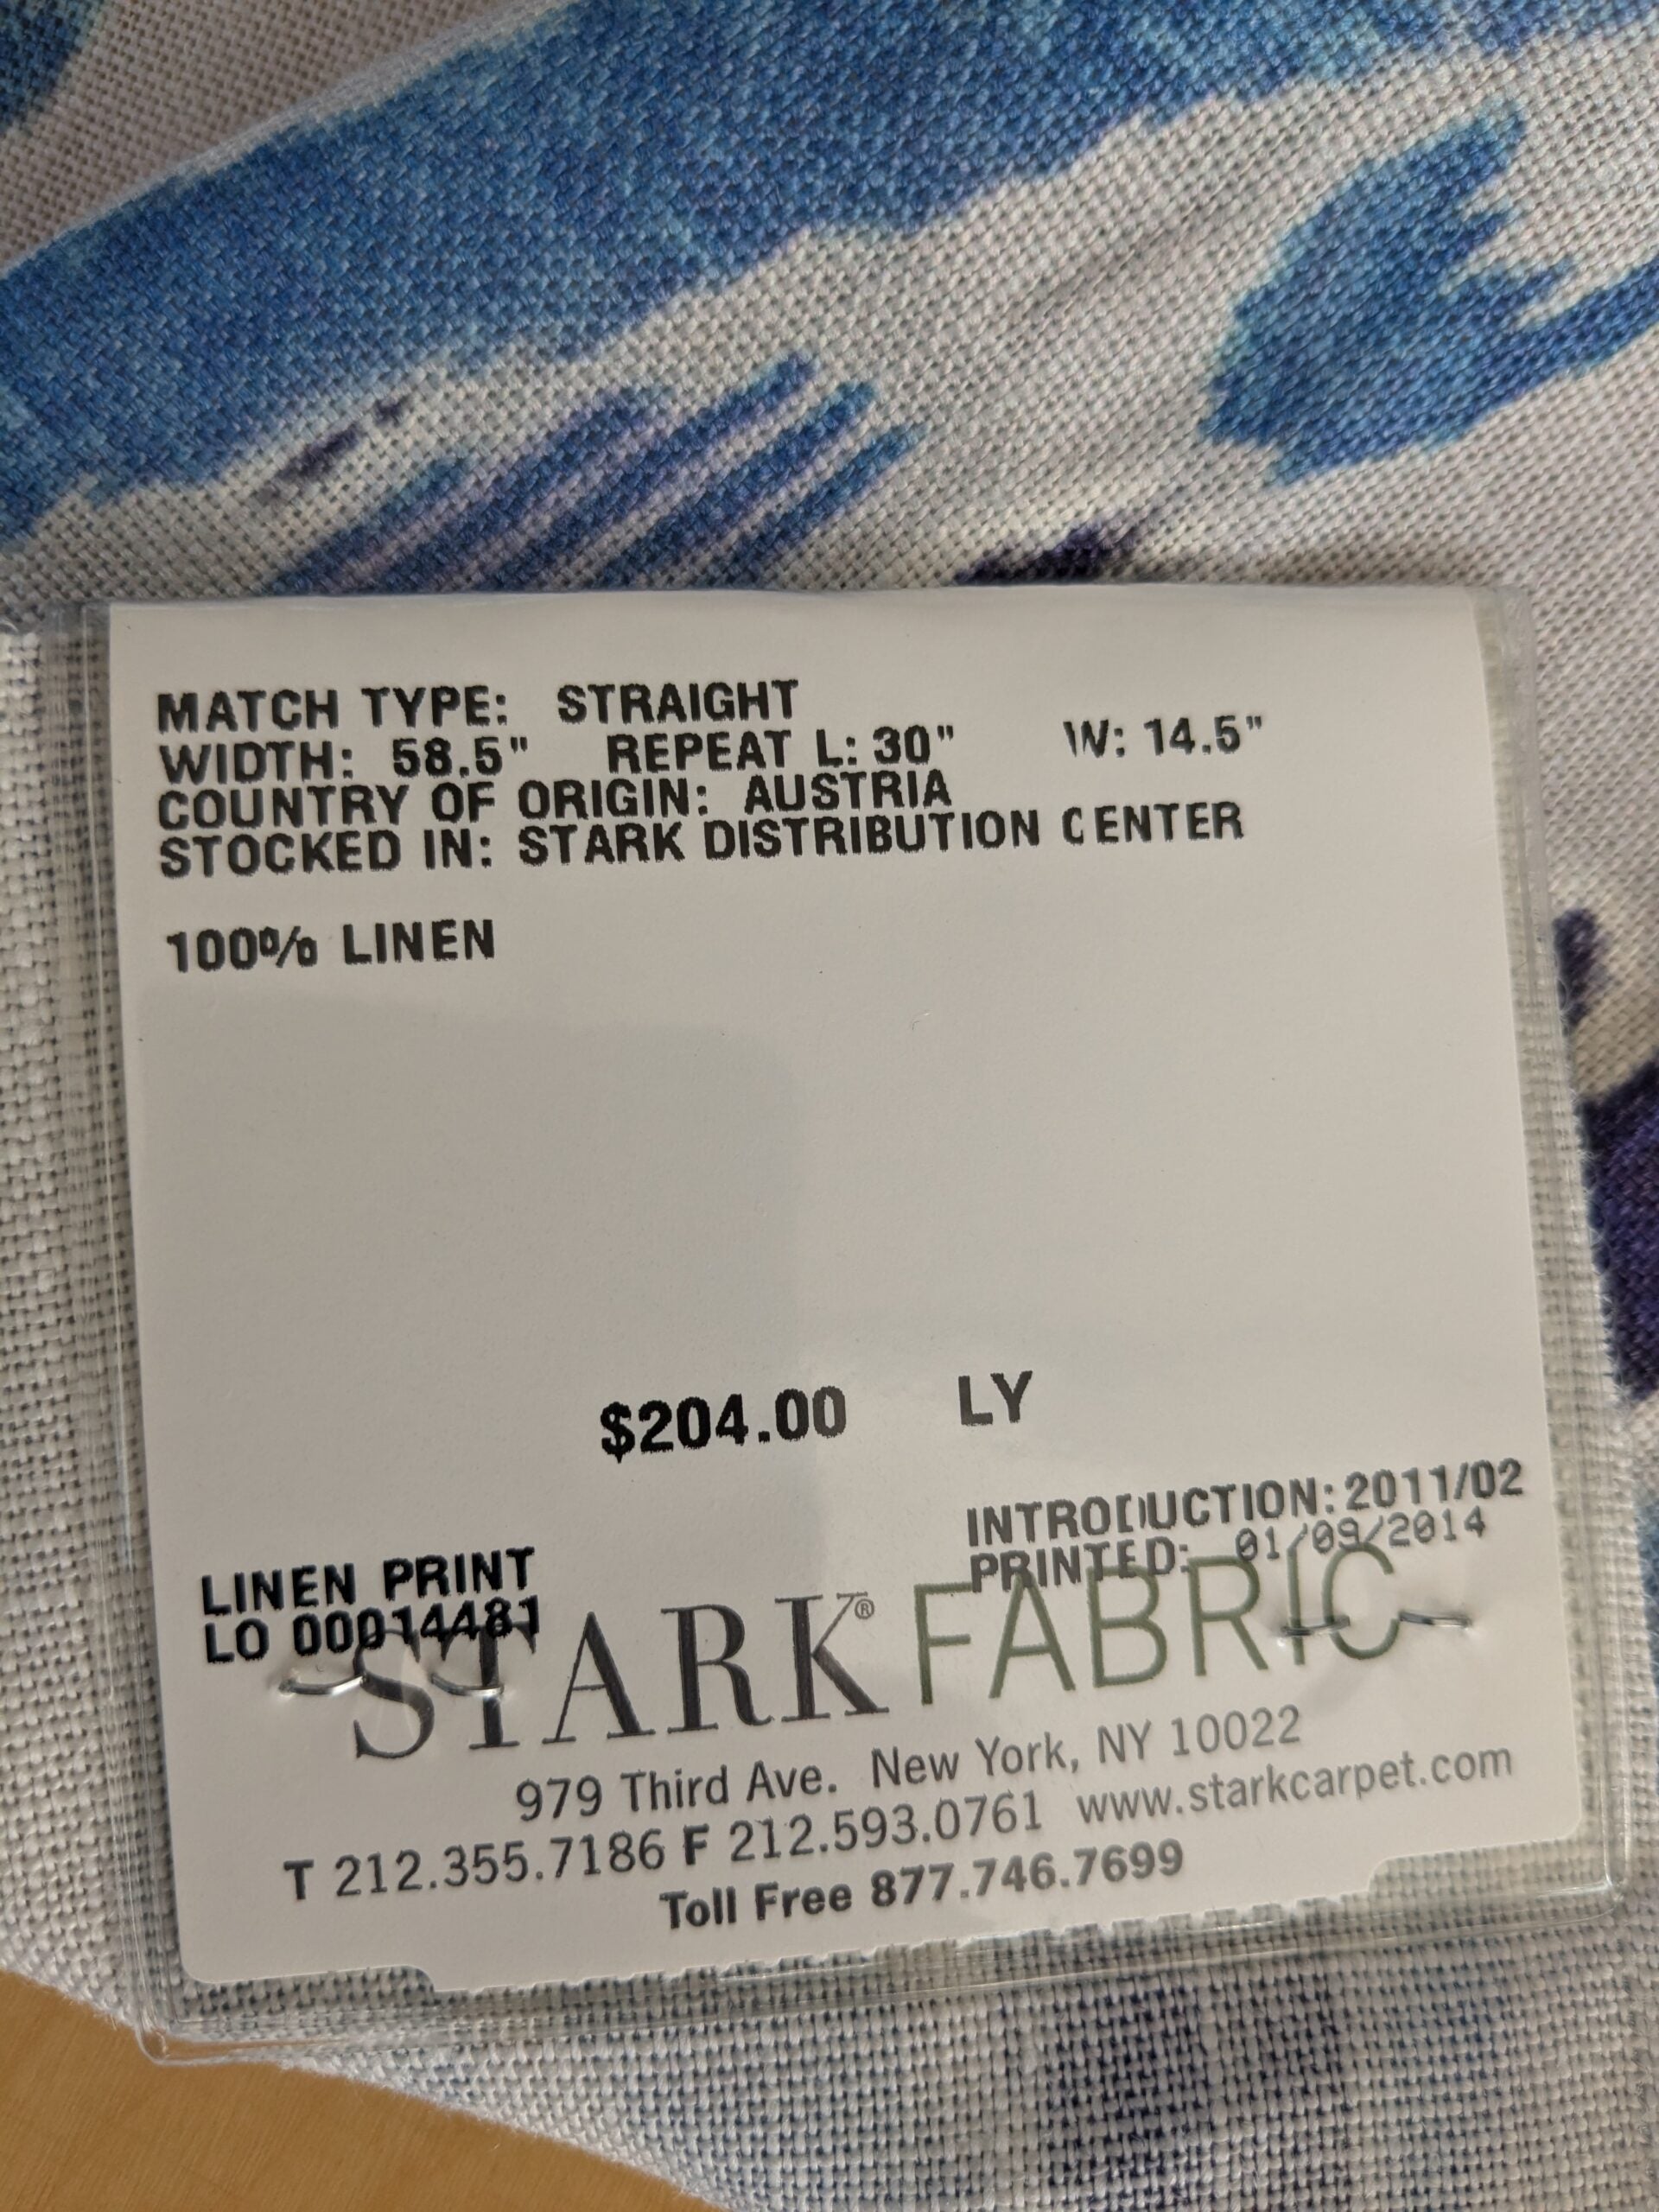 MATCH TYPE: STRAIGHT
WIDTH: 58.5" REPEAT L: 30" W: 14.5"
COUNTRY OF ORIGIN: AUSTRIA
STOCKED IN: STARK DISTRIBUTION CENTER
100% LINEN
$204.00 LY
INTRODUCTION: 2011/02
PRINTED: 01/09/2014
LINEN PRINT
LO 00014481
STARK® FABRIC
979 Third Ave. New York, NY 10022
T 212.355.7186 F 212.593.0761 www.starkcarpet.com
Toll Free 877.746.7699